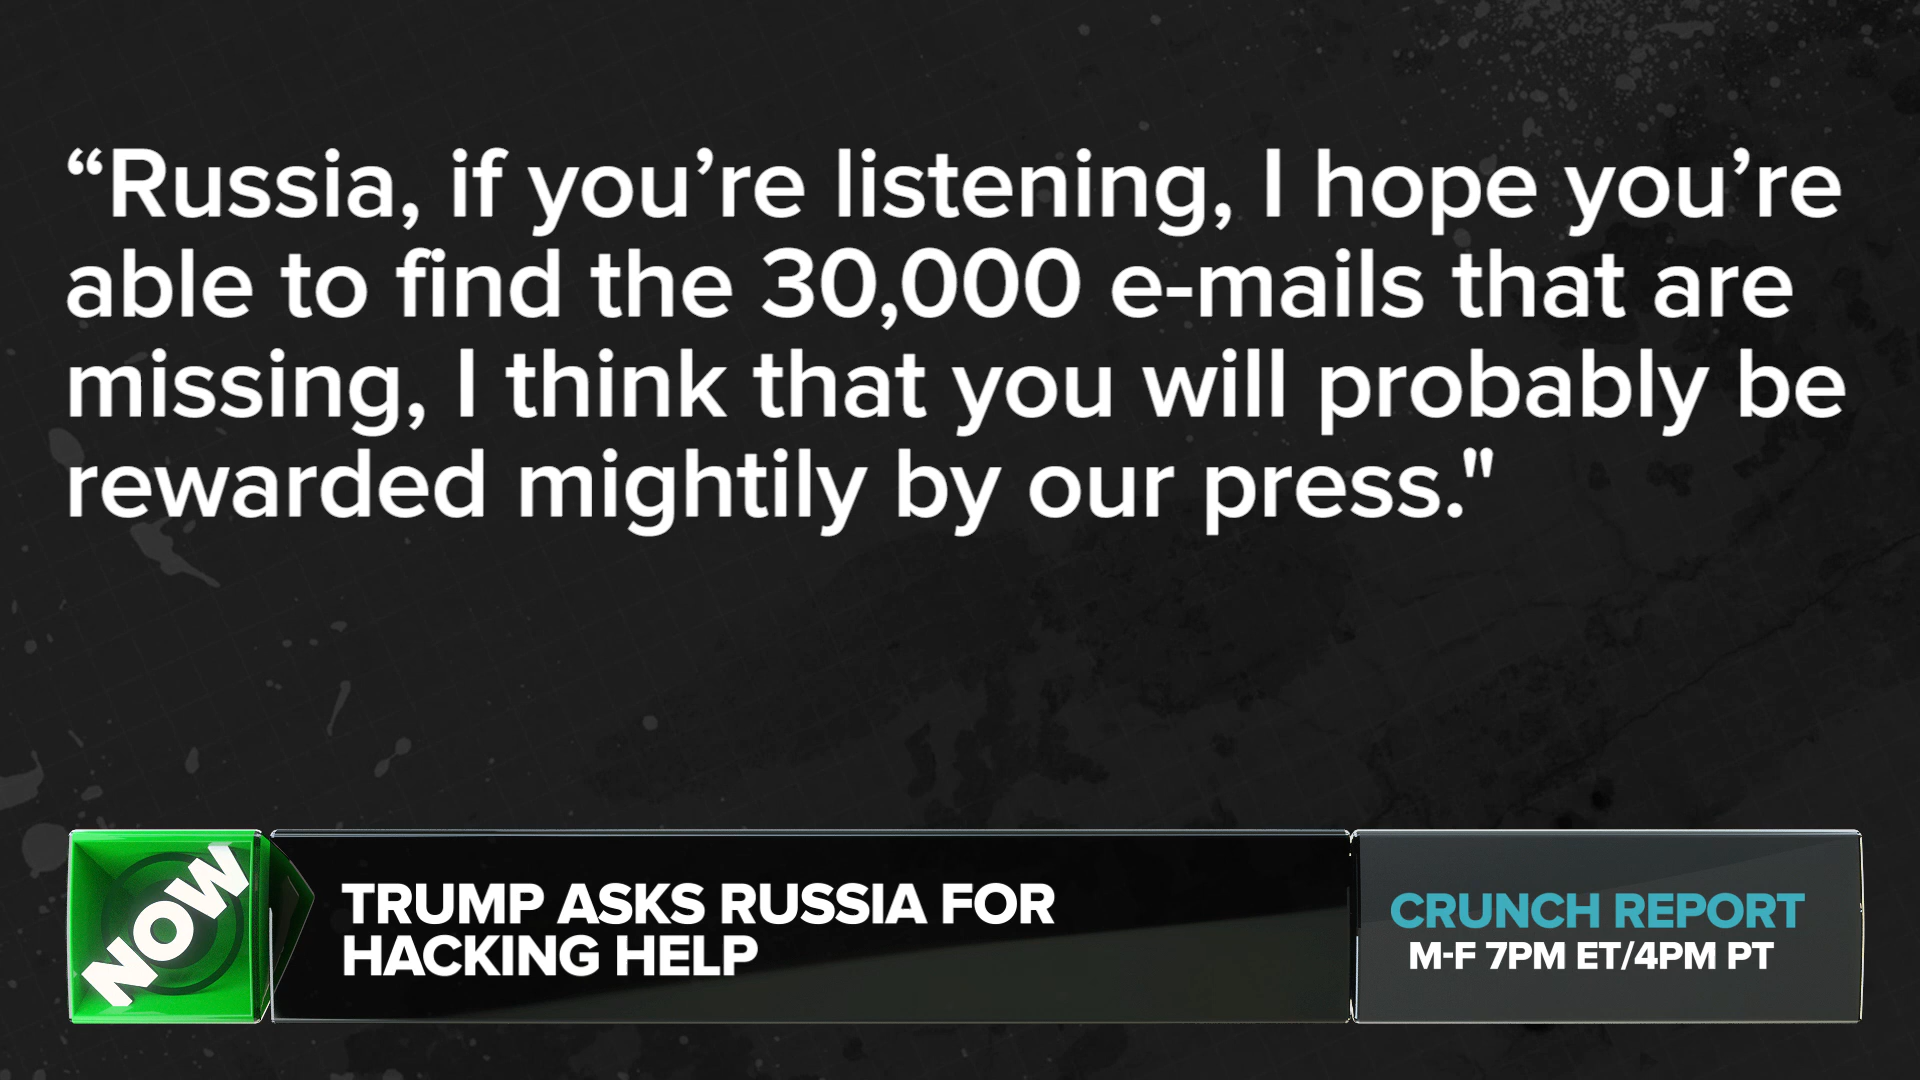 “Russia, if you’re listening, I hope you’re
able to find the 30,000 e-mails that are
missing, I think that you will probably be
rewarded mightily by our press."
NOW
TRUMP ASKS RUSSIA FOR
HACKING HELP
CRUNCH REPORT
M-F 7PM ET/4PM PT